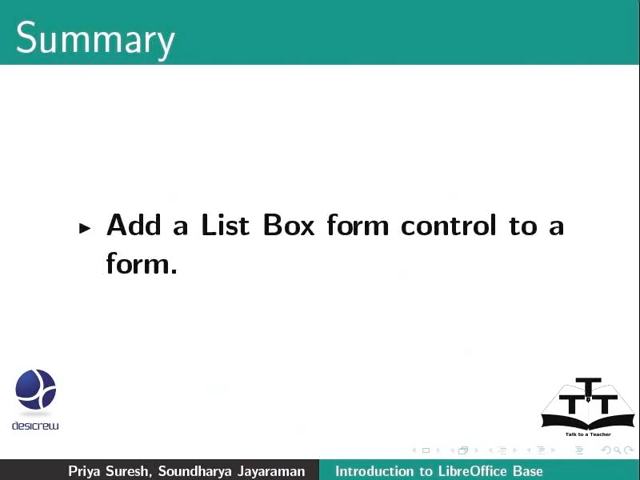 Summary
Add a List Box form control to a
form.
desicrew
T
T T
Talk to a Teacher
Priya Suresh, Soundharya Jayaraman Introduction to LibreOffice Base